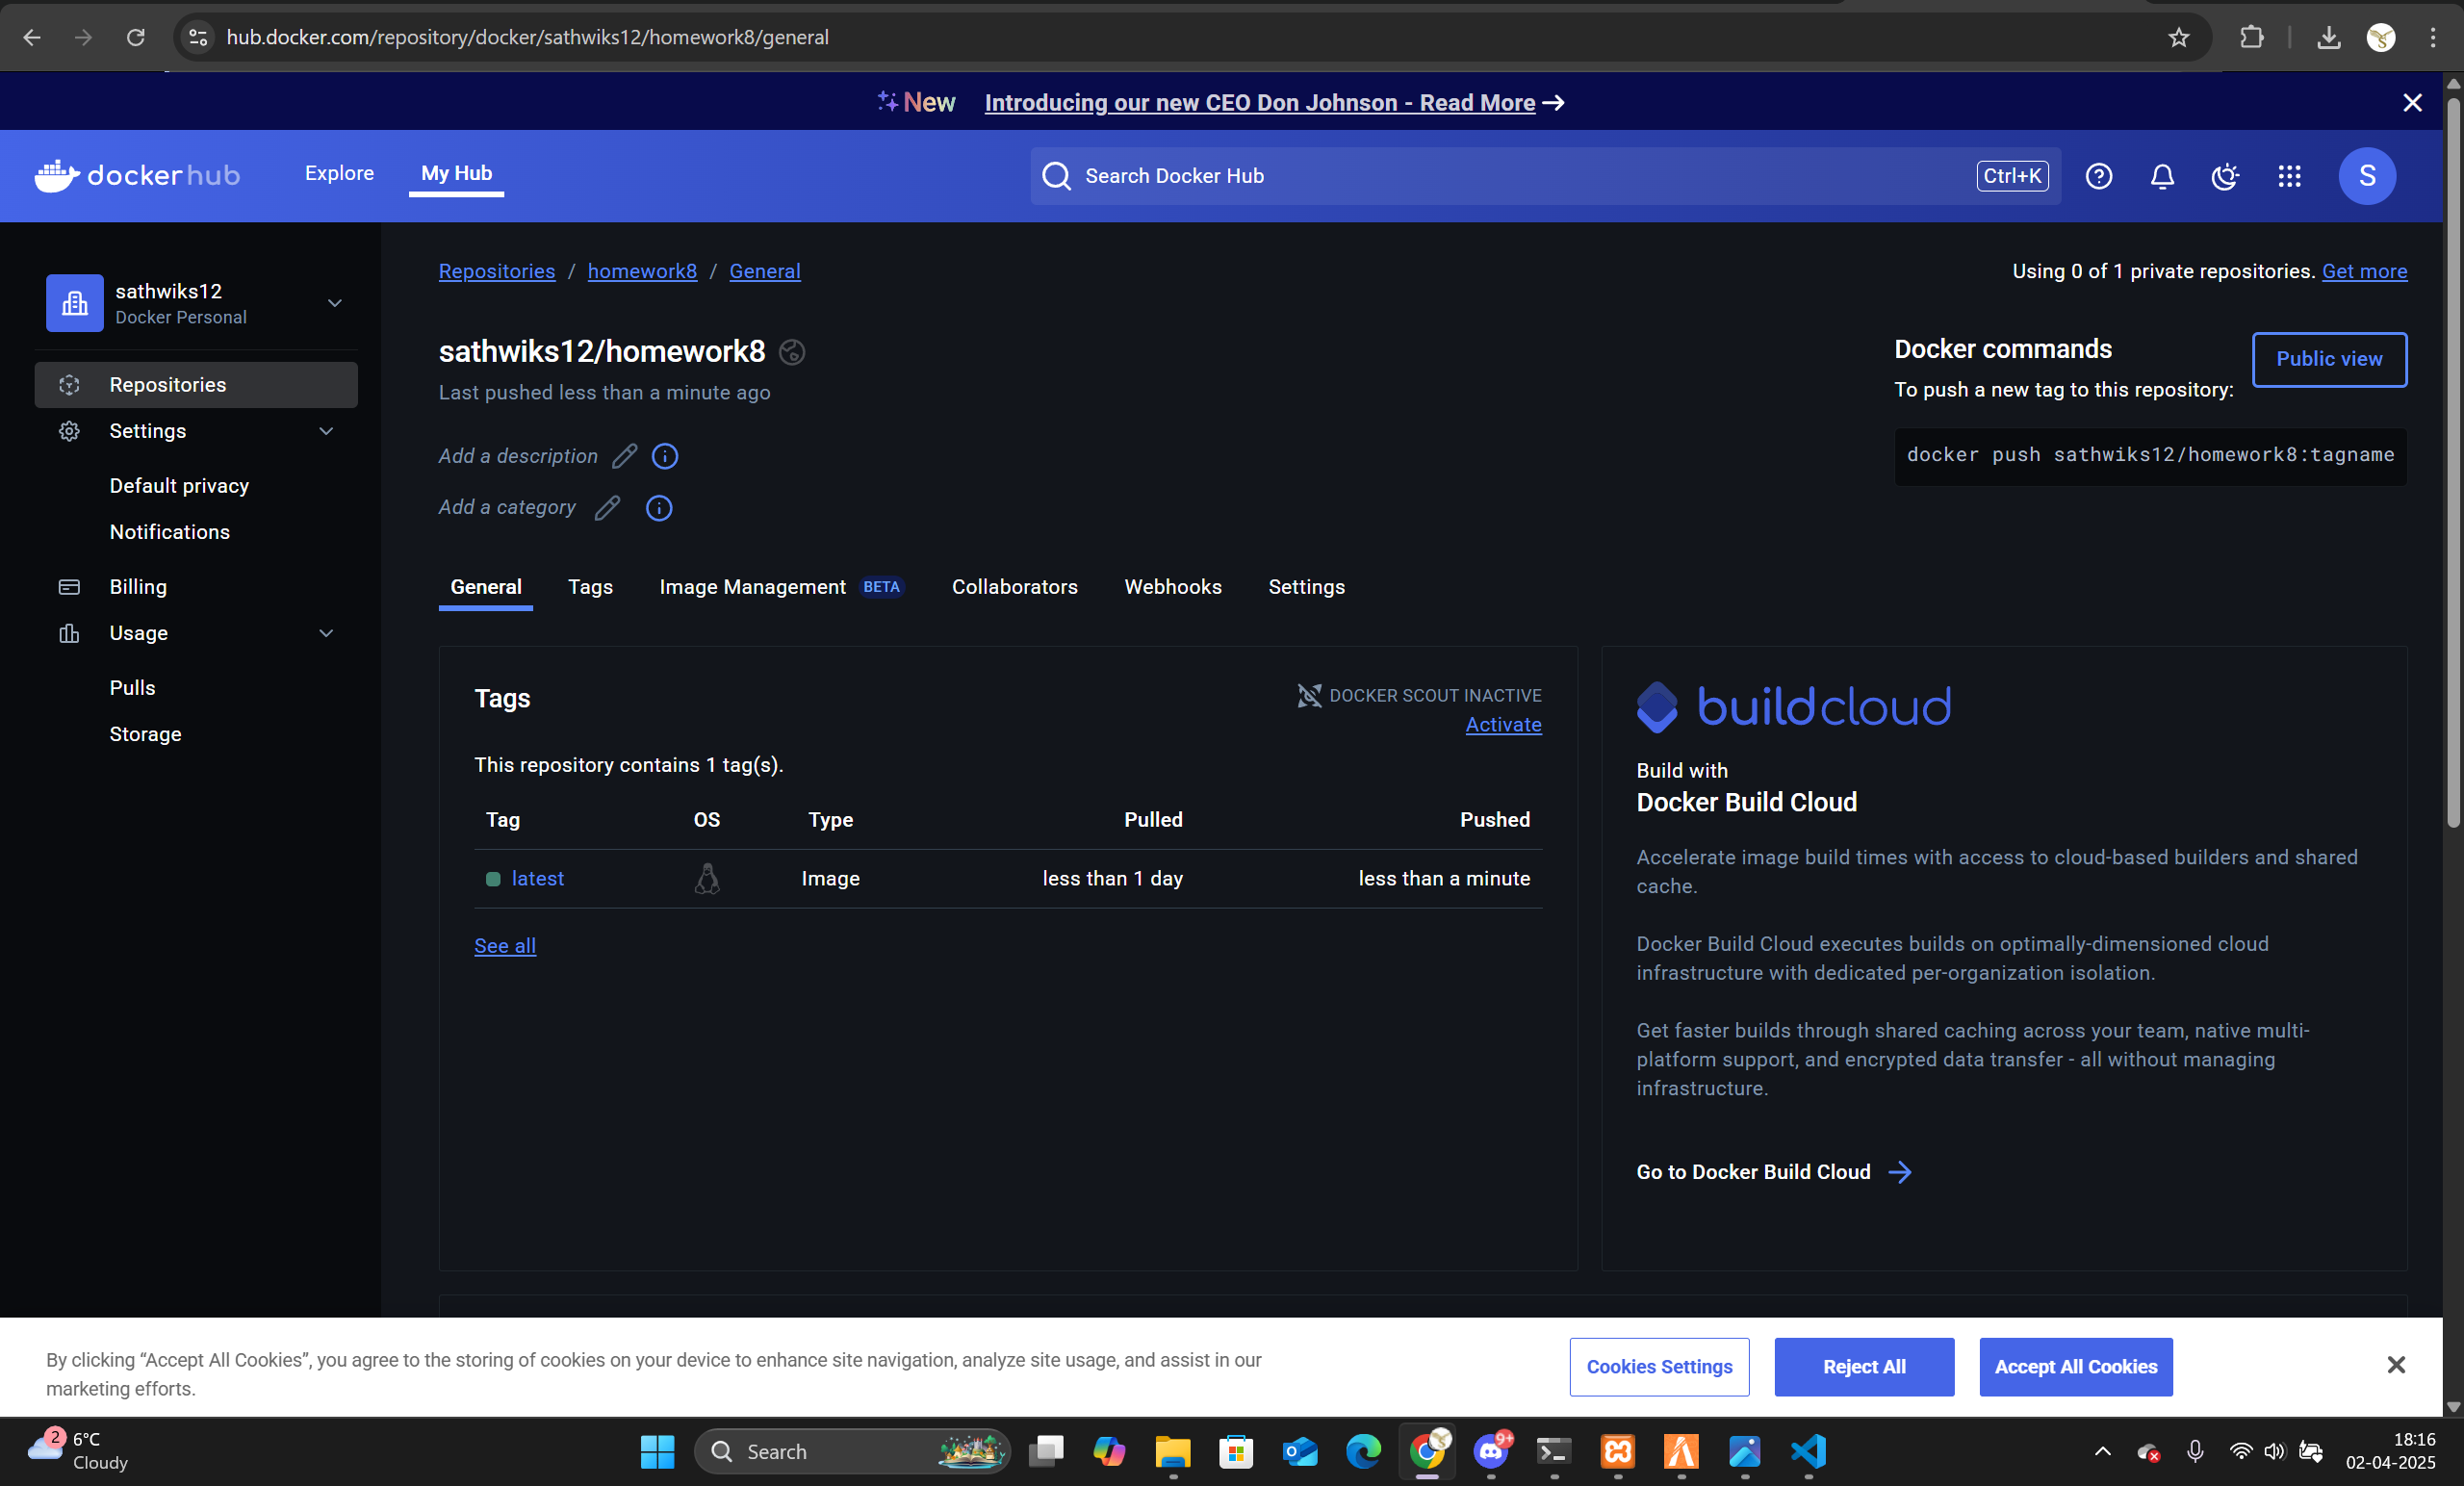 hub.docker.com/repository/docker/sathwiks12/homework8/general
New Introducing our new CEO Don Johnson - Read More →
docker hub
Explore
My Hub
Search Docker Hub
Ctrl+K
S
sathwiks12
Docker Personal
Repositories
Settings
Default privacy
Notifications
Billing
Usage
Pulls
Storage
Repositories / homework8 / General
Using 0 of 1 private repositories. Get more
sathwiks12/homework8
Last pushed less than a minute ago
Add a description
Add a category
Docker commands
Public view
To push a new tag to this repository:
docker push sathwiks12/homework8:tagname
General Tags Image Management BETA Collaborators Webhooks Settings
Tags
DOCKER SCOUT INACTIVE
Activate
This repository contains 1 tag(s).
Tag OS Type Pulled Pushed
latest Image less than 1 day less than a minute
See all
buildcloud
Build with
Docker Build Cloud
Accelerate image build times with access to cloud-based builders and shared
cache.
Docker Build Cloud executes builds on optimally-dimensioned cloud
infrastructure with dedicated per-organization isolation.
Get faster builds through shared caching across your team, native multi-
platform support, and encrypted data transfer - all without managing
infrastructure.
Go to Docker Build Cloud →
By clicking “Accept All Cookies”, you agree to the storing of cookies on your device to enhance site navigation, analyze site usage, and assist in our
marketing efforts.
Cookies Settings
Reject All
Accept All Cookies
2
6°C
Cloudy
Search
9+
18:16
02-04-2025